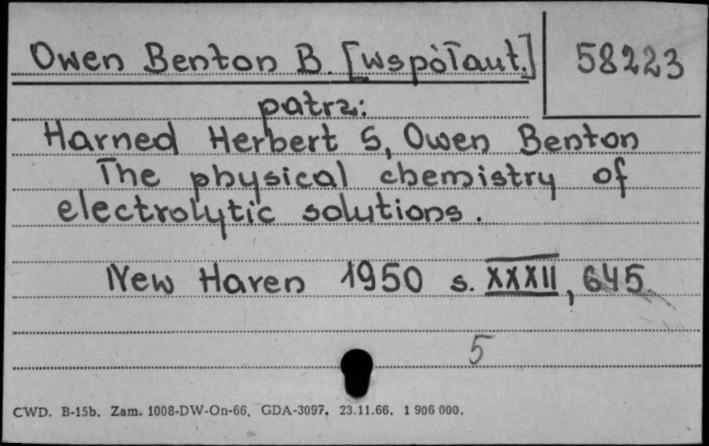 Owen Benton B. [współaut.]
58223
patrz:
Harned Herbert S, Owen Benton
The physical chemistry of
electrolytic solutions.
New Haven 1950 s. XXXII, 645
5
CWD. B-15b. Zam. 1008-DW-On-66. GDA-3097. 23.11.66. 1 906 000.